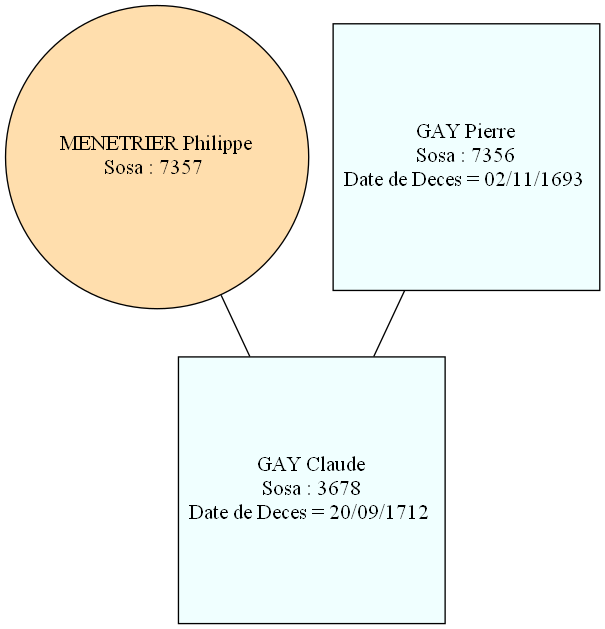 MENETRIER Philippe
Sosa : 7357
GAY Pierre
Sosa : 7356
Date de Deces = 02/11/1693
GAY Claude
Sosa : 3678
Date de Deces = 20/09/1712